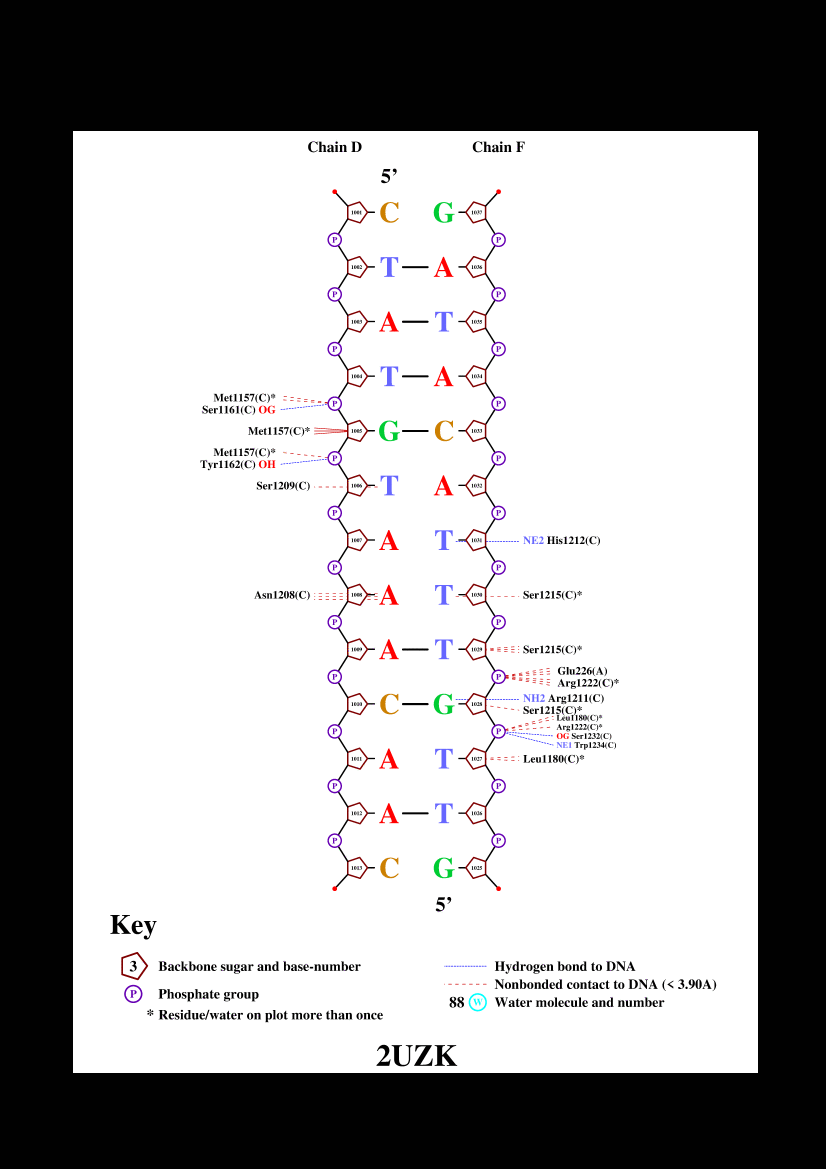 Chain D Chain F
5'
1001 C G 1037
P P
1002 T A 1036
P P
1003 A T 1035
P P
1004 T A 1034
Met1157(C)*
P P
Ser1161(C) OG
Met1157(C)* 1005 G C 1033
Met1157(C)*
P P
Tyr1162(C) OH
Ser1209(C) 1006 T A 1032
P P
1007 A T 1031 NE2 His1212(C)
P P
Asn1208(C) 1008 A T 1030 Ser1215(C)*
P P
1009 A T 1029 Ser1215(C)*
Glu226(A)
P P
Arg1222(C)*
NH2 Arg1211(C)
1010 C G 1028
Ser1215(C)*
Leu1180(C)*
Arg1222(C)*
P P
OG Ser1232(C)
NE1 Trp1234(C)
1011 A T 1027 Leu1180(C)*
P P
1012 A T 1026
P P
1013 C G 1025
5'
Key
3 Backbone sugar and base-number
P Phosphate group
* Residue/water on plot more than once
Hydrogen bond to DNA
Nonbonded contact to DNA (< 3.90A)
88 W Water molecule and number
2UZK